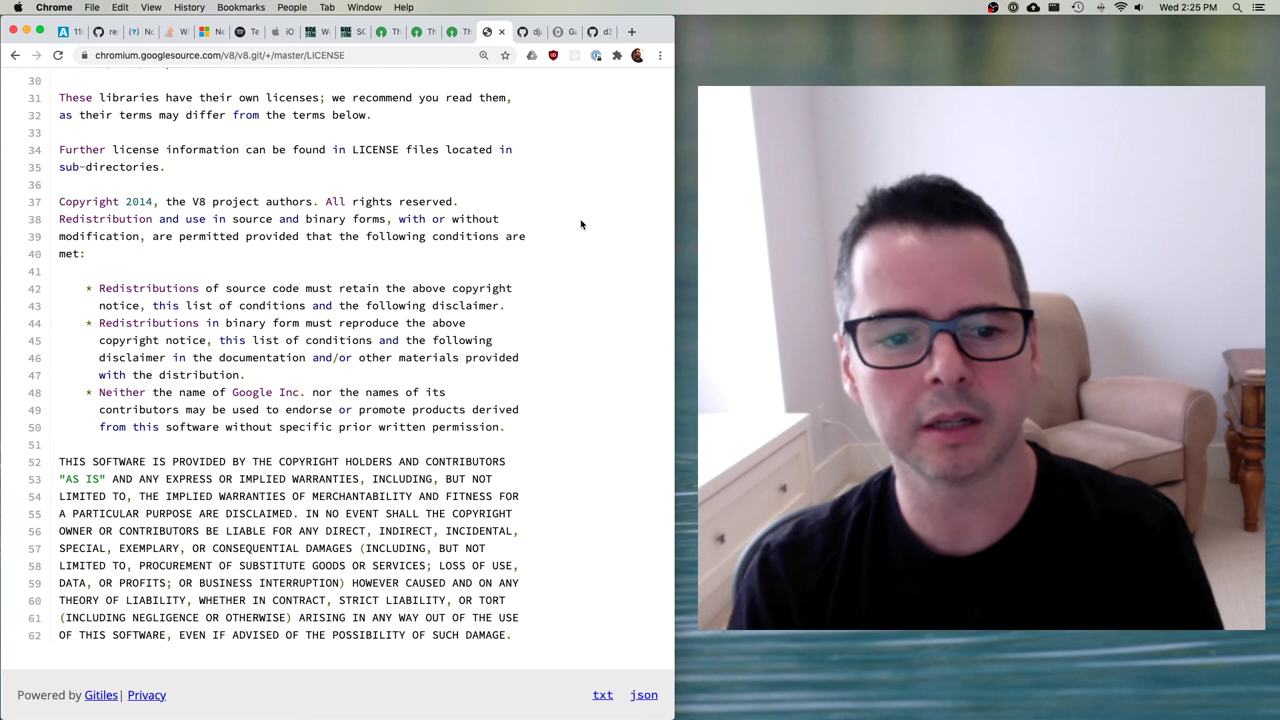 Chrome File Edit View History Bookmarks People Tab Window Help Wed 2:25 PM
chromium.googlesource.com/v8/v8.git/+/master/LICENSE
30
31 These libraries have their own licenses; we recommend you read them,
32 as their terms may differ from the terms below.
33
34 Further license information can be found in LICENSE files located in
35 sub-directories.
36
37 Copyright 2014, the V8 project authors. All rights reserved.
38 Redistribution and use in source and binary forms, with or without
39 modification, are permitted provided that the following conditions are
40 met:
41
42 * Redistributions of source code must retain the above copyright
43 notice, this list of conditions and the following disclaimer.
44 * Redistributions in binary form must reproduce the above
45 copyright notice, this list of conditions and the following
46 disclaimer in the documentation and/or other materials provided
47 with the distribution.
48 * Neither the name of Google Inc. nor the names of its
49 contributors may be used to endorse or promote products derived
50 from this software without specific prior written permission.
51
52 THIS SOFTWARE IS PROVIDED BY THE COPYRIGHT HOLDERS AND CONTRIBUTORS
53 "AS IS" AND ANY EXPRESS OR IMPLIED WARRANTIES, INCLUDING, BUT NOT
54 LIMITED TO, THE IMPLIED WARRANTIES OF MERCHANTABILITY AND FITNESS FOR
55 A PARTICULAR PURPOSE ARE DISCLAIMED. IN NO EVENT SHALL THE COPYRIGHT
56 OWNER OR CONTRIBUTORS BE LIABLE FOR ANY DIRECT, INDIRECT, INCIDENTAL,
57 SPECIAL, EXEMPLARY, OR CONSEQUENTIAL DAMAGES (INCLUDING, BUT NOT
58 LIMITED TO, PROCUREMENT OF SUBSTITUTE GOODS OR SERVICES; LOSS OF USE,
59 DATA, OR PROFITS; OR BUSINESS INTERRUPTION) HOWEVER CAUSED AND ON ANY
60 THEORY OF LIABILITY, WHETHER IN CONTRACT, STRICT LIABILITY, OR TORT
61 (INCLUDING NEGLIGENCE OR OTHERWISE) ARISING IN ANY WAY OUT OF THE USE
62 OF THIS SOFTWARE, EVEN IF ADVISED OF THE POSSIBILITY OF SUCH DAMAGE.
Powered by Gitiles| Privacy txt json